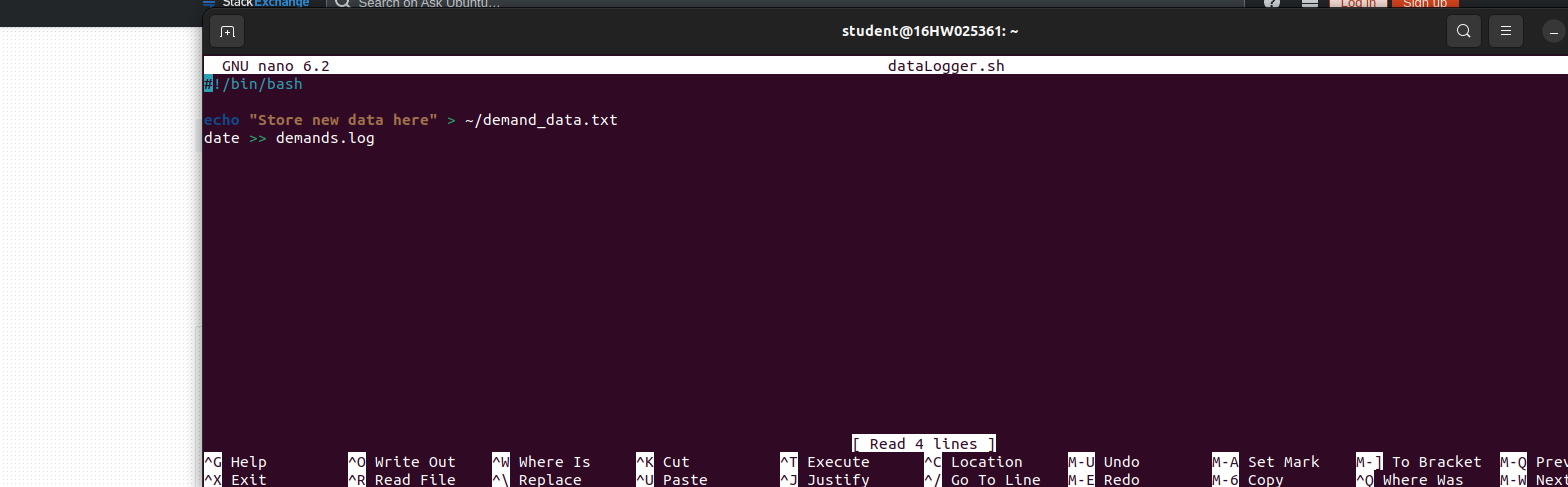 StackExchange Search on Ask Ubuntu… Log in Sign up
student@16HW025361: ~
GNU nano 6.2 dataLogger.sh
#!/bin/bash
echo "Store new data here" > ~/demand_data.txt
date >> demands.log
[ Read 4 lines ]
^G Help ^O Write Out ^W Where Is ^K Cut ^T Execute ^C Location M-U Undo M-A Set Mark M-] To Bracket M-Q Prev
^X Exit ^R Read File ^\ Replace ^U Paste ^J Justify ^/ Go To Line M-E Redo M-6 Copy ^Q Where Was M-W Next